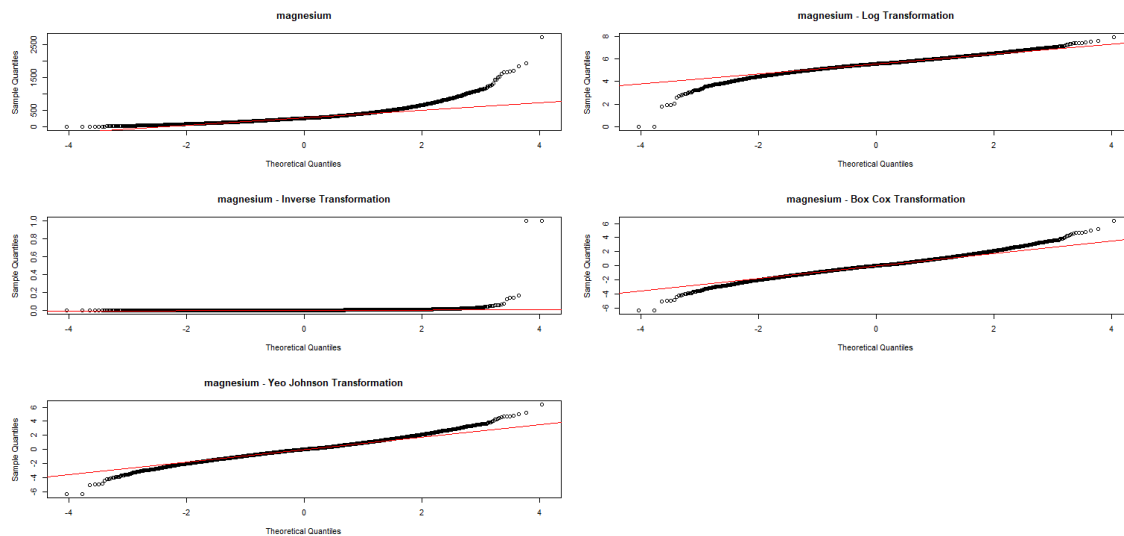 magnesium
Sample Quantiles
2500
1500
500
0
-4 -2 0 2 4
Theoretical Quantiles
magnesium - Log Transformation
Sample Quantiles
8
6
4
2
0
-4 -2 0 2 4
Theoretical Quantiles
magnesium - Inverse Transformation
Sample Quantiles
1.0
0.8
0.6
0.4
0.2
0.0
-4 -2 0 2 4
Theoretical Quantiles
magnesium - Box Cox Transformation
Sample Quantiles
6
4
2
0
-2
-4
-6
-4 -2 0 2 4
Theoretical Quantiles
magnesium - Yeo Johnson Transformation
Sample Quantiles
6
4
2
0
-2
-6
-4 -2 0 2 4
Theoretical Quantiles